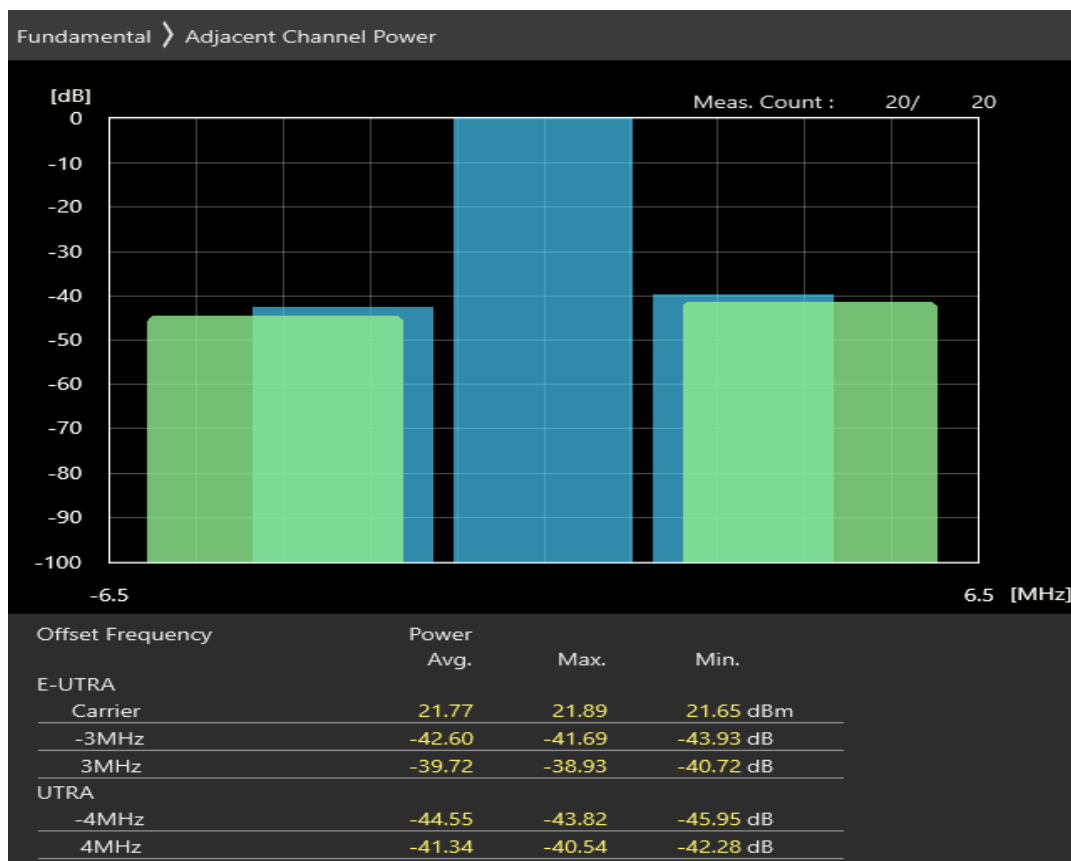 Fundamental 〉 Adjacent Channel Power
[dB]
Meas. Count : 20/ 20
0
-10
-20
-30
-40
-50
-60
-70
-80
-90
-100
-6.5 6.5 [MHz]
Offset Frequency Power
Avg. Max. Min.
E-UTRA
Carrier 21.77 21.89 21.65 dBm
-3MHz -42.60 -41.69 -43.93 dB
3MHz -39.72 -38.93 -40.72 dB
UTRA
-4MHz -44.55 -43.82 -45.95 dB
4MHz -41.34 -40.54 -42.28 dB